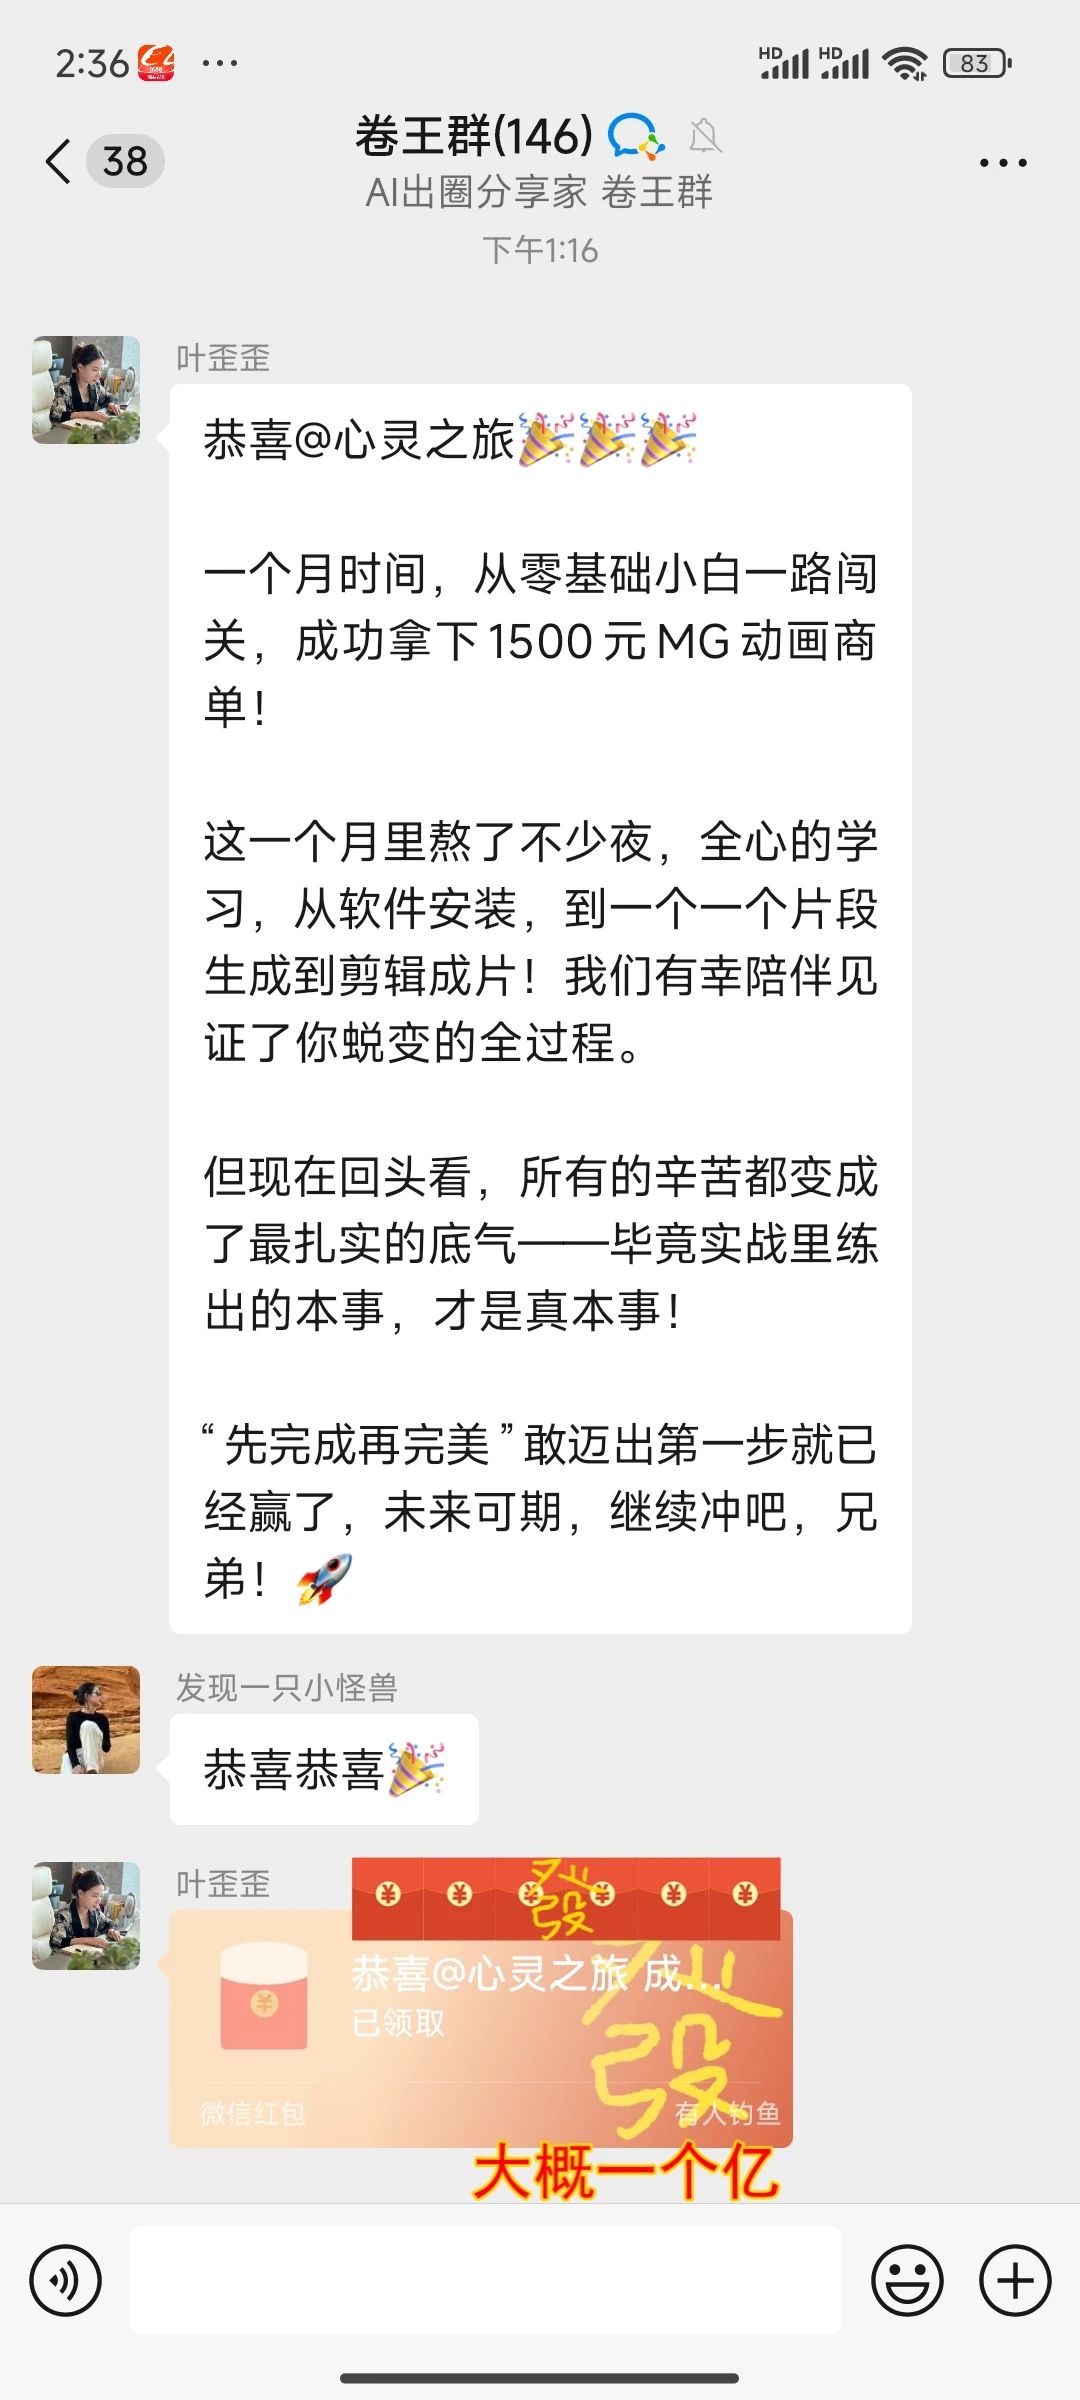 2:36
1688
HD
HD
83
38
卷王群(146)
AI出圈分享家 卷王群
下午1:16
叶歪歪
恭喜@心灵之旅🎉🎉🎉
一个月时间，从零基础小白一路闯
关，成功拿下1500元MG动画商
单！
这一个月里熬了不少夜，全心的学
习，从软件安装，到一个一个片段
生成到剪辑成片！我们有幸陪伴见
证了你蜕变的全过程。
但现在回头看，所有的辛苦都变成
了最扎实的底气——毕竟实战里练
出的本事，才是真本事！
“先完成再完美”敢迈出第一步就已
经赢了，未来可期，继续冲吧，兄
弟！🚀
发现一只小怪兽
恭喜恭喜🎉
叶歪歪
¥ ¥ ¥ ¥ ¥ ¥
發
恭喜@心灵之旅 成...
已领取
¥
發
微信红包
有人钓鱼
大概一个亿